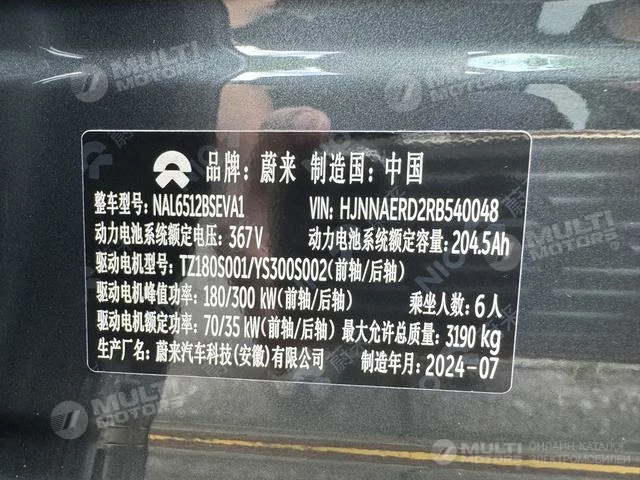 品牌: 蔚来 制造国: 中国
整车型号: NAL6512BSEVA1 VIN: HJNNAERD2RB540048
动力电池系统额定电压: 367V 动力电池系统额定容量: 204.5Ah
驱动电机型号: TZ180S001/YS300S002(前轴/后轴)
驱动电机峰值功率: 180/300 kW(前轴/后轴) 乘坐人数: 6人
驱动电机额定功率: 70/35 kW(前轴/后轴) 最大允许总质量: 3190 kg
生产厂名: 蔚来汽车科技(安徽)有限公司 制造年月: 2024-07
MULTI MOTORS
MULTI MOTORS
MULTI MOTORS
MULTI MOTORS
MULTI MOTORS ОНЛАЙН-КАТАЛОГ ЭЛЕКТРОМОБИЛЕЙ